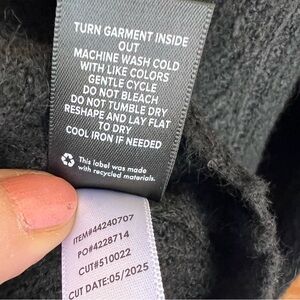 TURN GARMENT INSIDE
OUT
MACHINE WASH COLD
WITH LIKE COLORS
GENTLE CYCLE
DO NOT BLEACH
DO NOT TUMBLE DRY
RESHAPE AND LAY FLAT
TO DRY
COOL IRON IF NEEDED
This label was made
with recycled materials.
ITEM#44240707
PO#4228714
CUT#510022
CUT DATE:05/2025